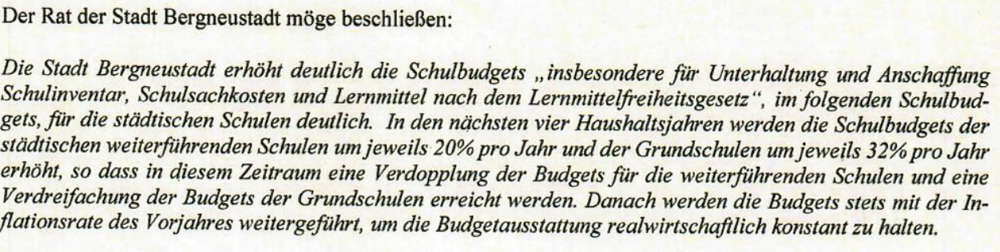 Der Rat der Stadt Bergneustadt möge beschließen:
Die Stadt Bergneustadt erhöht deutlich die Schulbudgets „insbesondere für Unterhaltung und Anschaffung
Schulinventar, Schulsachkosten und Lernmittel nach dem Lernmittelfreiheitsgesetz“, im folgenden Schulbud-
gets, für die städtischen Schulen deutlich. In den nächsten vier Haushaltsjahren werden die Schulbudgets der
städtischen weiterführenden Schulen um jeweils 20% pro Jahr und der Grundschulen um jeweils 32% pro Jahr
erhöht, so dass in diesem Zeitraum eine Verdopplung der Budgets für die weiterführenden Schulen und eine
Verdreifachung der Budgets der Grundschulen erreicht werden. Danach werden die Budgets stets mit der In-
flationsrate des Vorjahres weitergeführt, um die Budgetausstattung realwirtschaftlich konstant zu halten.